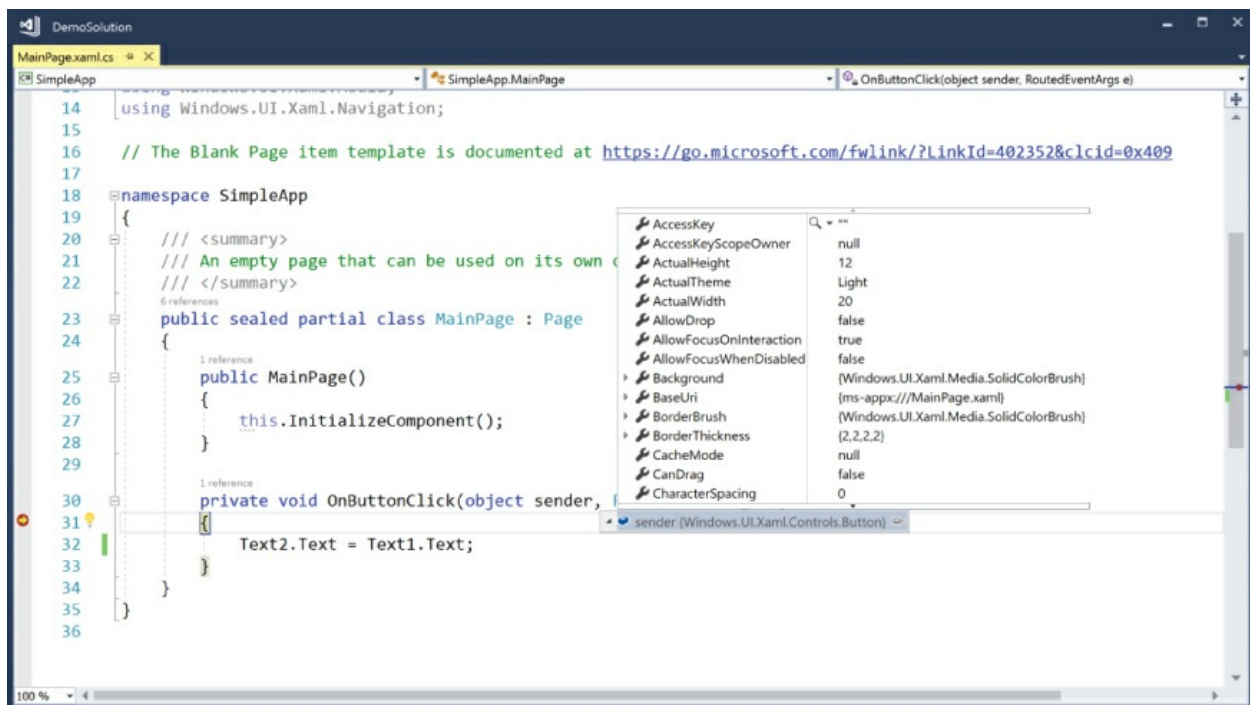 DemoSolution
MainPage.xaml.cs
SimpleApp SimpleApp.MainPage OnButtonClick(object sender, RoutedEventArgs e)
14 using Windows.UI.Xaml.Navigation;
15
16 // The Blank Page item template is documented at https://go.microsoft.com/fwlink/?LinkId=402352&clcid=0x409
17
18 namespace SimpleApp
19 {
20 /// <summary>
21 /// An empty page that can be used on its own
22 /// </summary>
6 references
23 public sealed partial class MainPage : Page
24 {
1 reference
25 public MainPage()
26 {
27 this.InitializeComponent();
28 }
29
1 reference
30 private void OnButtonClick(object sender,
31 {
32 Text2.Text = Text1.Text;
33 }
34 }
35 }
36
AccessKey ""
AccessKeyScopeOwner null
ActualHeight 12
ActualTheme Light
ActualWidth 20
AllowDrop false
AllowFocusOnInteraction true
AllowFocusWhenDisabled false
Background {Windows.UI.Xaml.Media.SolidColorBrush}
BaseUri {ms-appx:///MainPage.xaml}
BorderBrush {Windows.UI.Xaml.Media.SolidColorBrush}
BorderThickness {2,2,2,2}
CacheMode null
CanDrag false
CharacterSpacing 0
sender {Windows.UI.Xaml.Controls.Button}
100 %